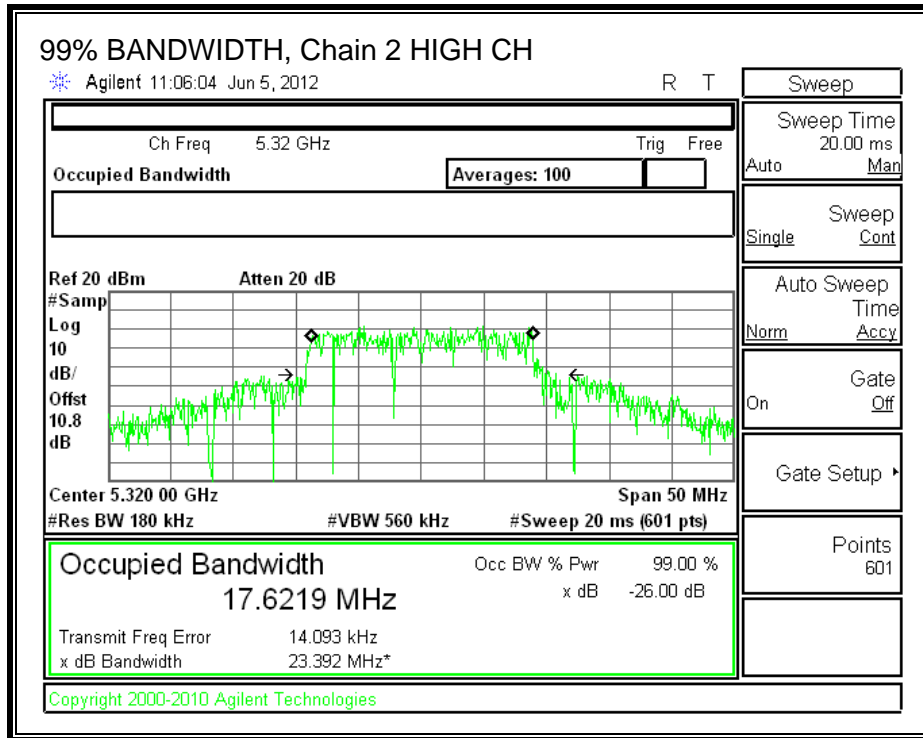 99% BANDWIDTH, Chain 2 HIGH CH
Agilent 11:06:04 Jun 5, 2012 R T
Ch Freq 5.32 GHz Trig Free
Occupied Bandwidth Averages: 100
Ref 20 dBm Atten 20 dB
#Samp
Log
10
dB/
Offst
10.8
dB
Center 5.320 00 GHz Span 50 MHz
#Res BW 180 kHz #VBW 560 kHz #Sweep 20 ms (601 pts)
Occupied Bandwidth Occ BW % Pwr 99.00 %
17.6219 MHz x dB -26.00 dB
Transmit Freq Error 14.093 kHz
x dB Bandwidth 23.392 MHz*
Copyright 2000-2010 Agilent Technologies
Sweep
Sweep Time
20.00 ms
Auto Man
Sweep
Single Cont
Auto Sweep
Time
Norm Accy
Gate
On Off
Gate Setup
Points
601